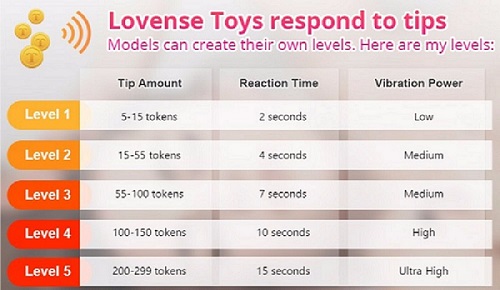 Lovense Toys respond to tips
Models can create their own levels. Here are my levels:
Tip Amount Reaction Time Vibration Power
Level 1 5-15 tokens 2 seconds Low
Level 2 15-55 tokens 4 seconds Medium
Level 3 55-100 tokens 7 seconds Medium
Level 4 100-150 tokens 10 seconds High
Level 5 200-299 tokens 15 seconds Ultra High